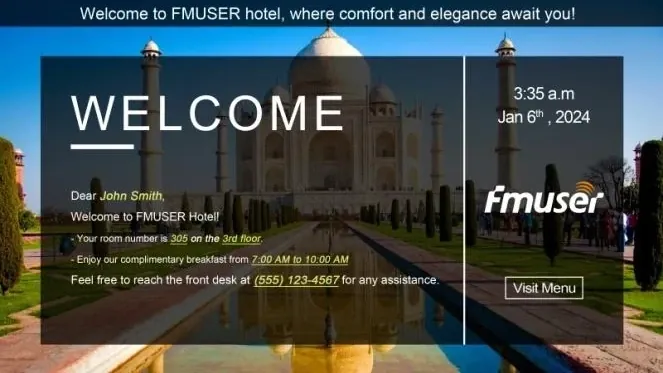 Welcome to FMUSER hotel, where comfort and elegance await you!
WELCOME
Dear John Smith,
Welcome to FMUSER Hotel!
- Your room number is 305 on the 3rd floor.
- Enjoy our complimentary breakfast from 7:00 AM to 10:00 AM
Feel free to reach the front desk at (555) 123-4567 for any assistance.
3:35 a.m
Jan 6th , 2024
Fmuser
Visit Menu